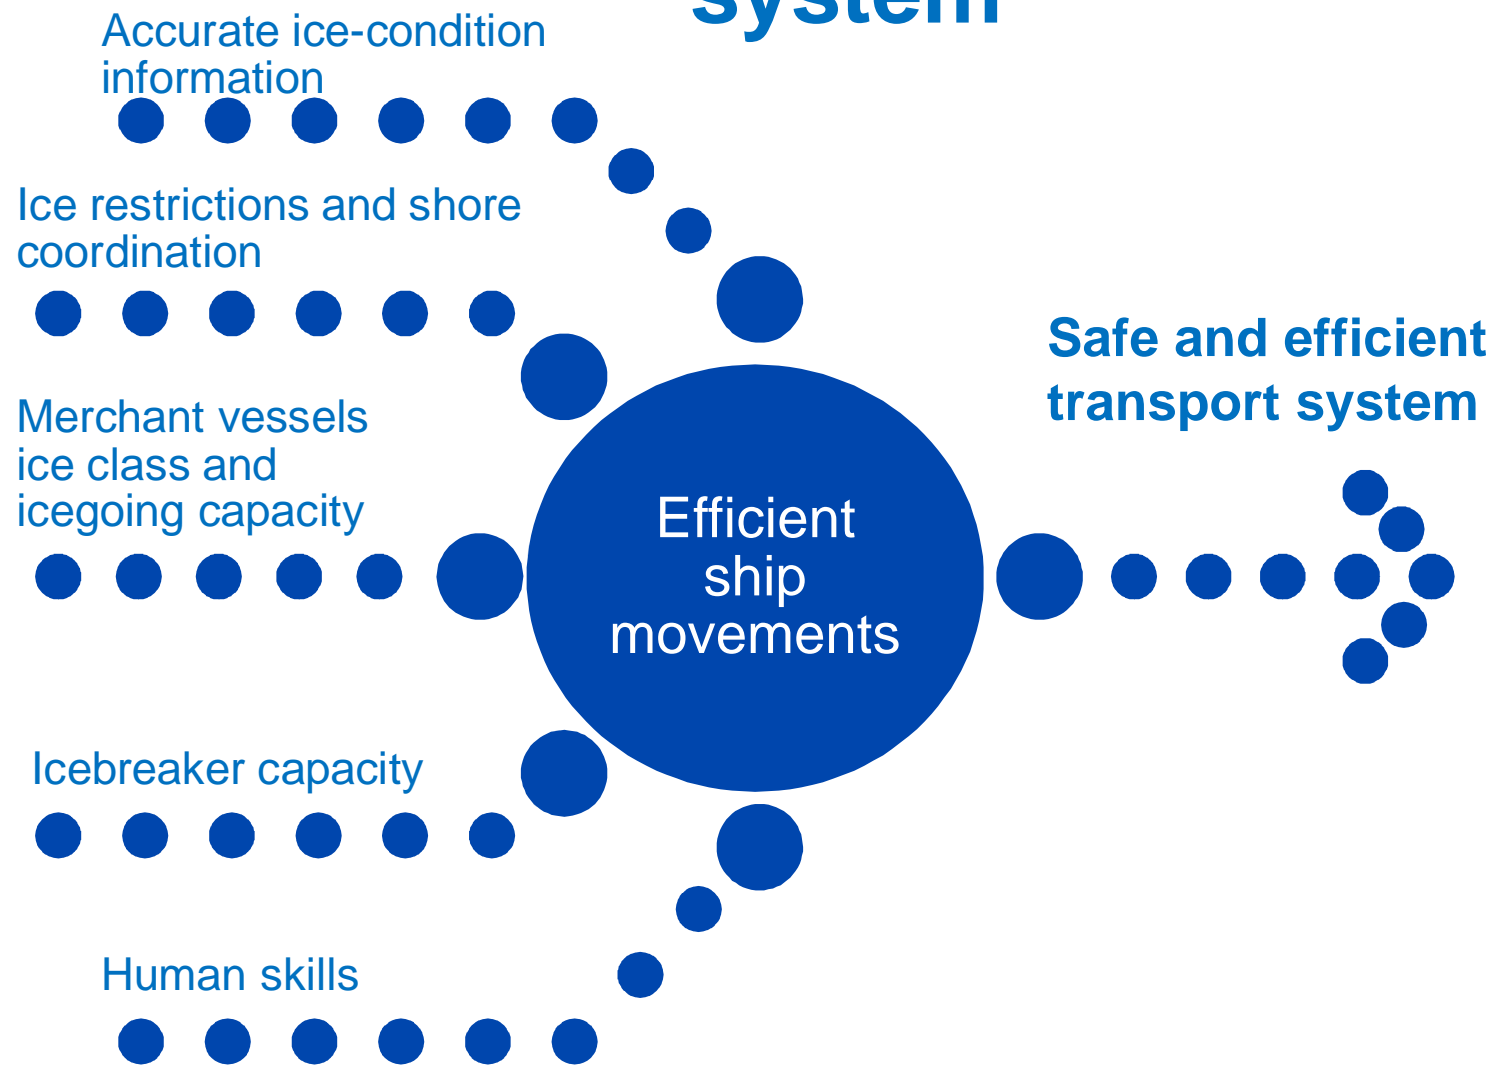 system
Accurate ice-condition
information
Ice restrictions and shore
coordination
Merchant vessels
ice class and
icegoing capacity
Icebreaker capacity
Human skills
Efficient
ship
movements
Safe and efficient
transport system